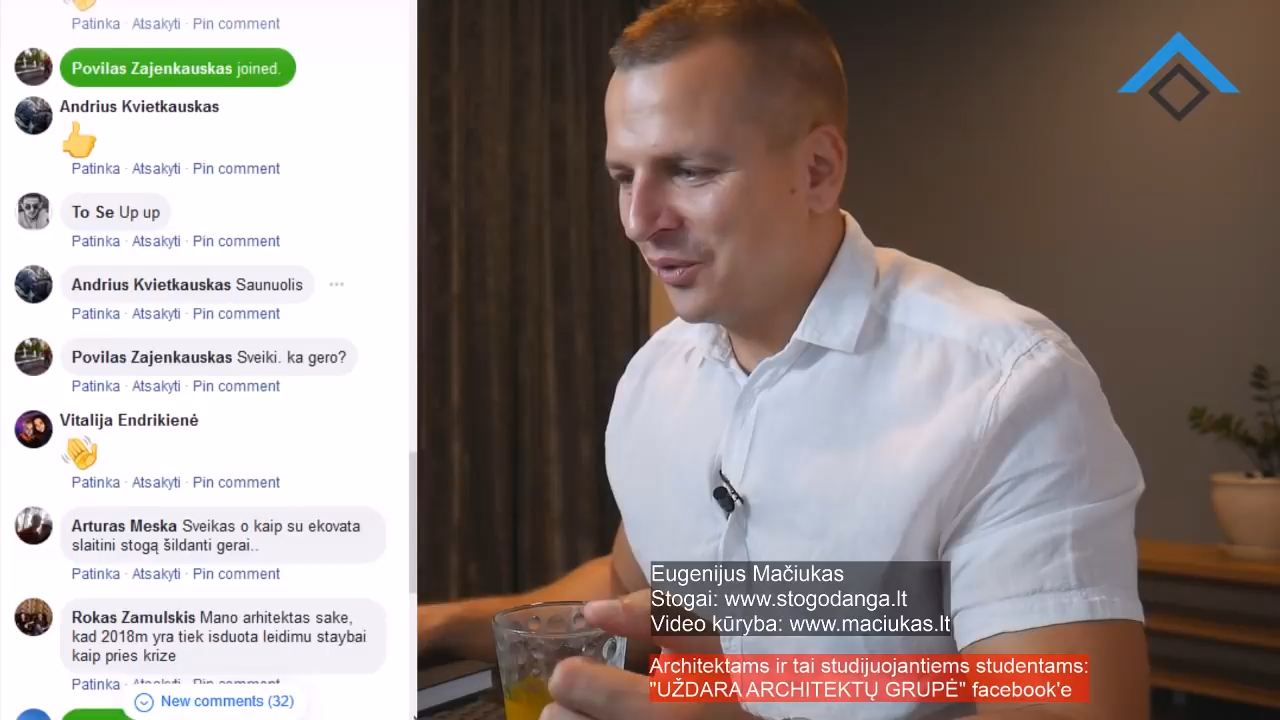 Patinka · Atsakyti · Pin comment
Povilas Zajenkauskas joined.
Andrius Kvietkauskas
Patinka · Atsakyti · Pin comment
To Se Up up
Patinka · Atsakyti · Pin comment
Andrius Kvietkauskas Saunuolis
Patinka · Atsakyti · Pin comment
Povilas Zajenkauskas Sveiki. ka gero?
Patinka · Atsakyti · Pin comment
Vitalija Endrikienė
Patinka · Atsakyti · Pin comment
Arturas Meska Sveikas o kaip su ekovata
slaitini stogą šildanti gerai..
Patinka · Atsakyti · Pin comment
Rokas Zamulskis Mano arhitektas sake,
kad 2018m yra tiek isduota leidimu staybai
kaip pries krize
Patinka · Atsakyti · Pin comment
New comments (32)
Eugenijus Mačiukas
Stogai: www.stogodanga.lt
Video kūryba: www.maciukas.lt
Architektams ir tai studijuojantiems studentams:
"UŽDARA ARCHITEKTŲ GRUPĖ" facebook'e